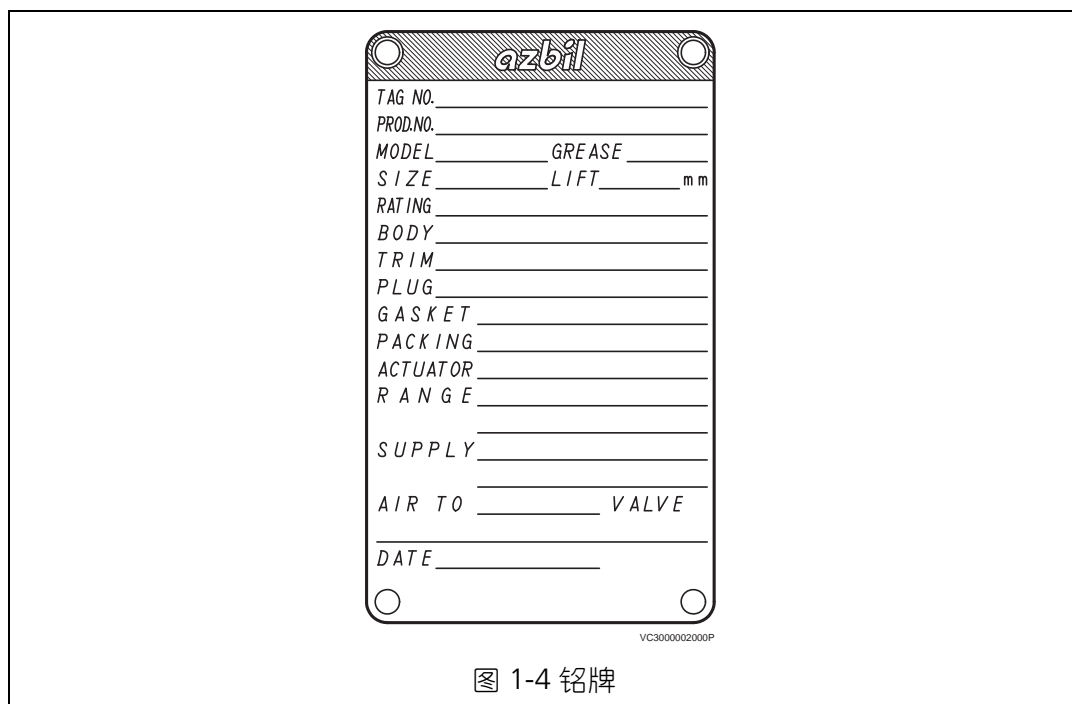 azbil
TAG NO.
PROD.NO.
MODEL GREASE
SIZE LIFT mm
RATING
BODY
TRIM
PLUG
GASKET
PACKING
ACTUATOR
RANGE
SUPPLY
AIR TO VALVE
DATE
VC3000002000P
图 1-4 铭牌